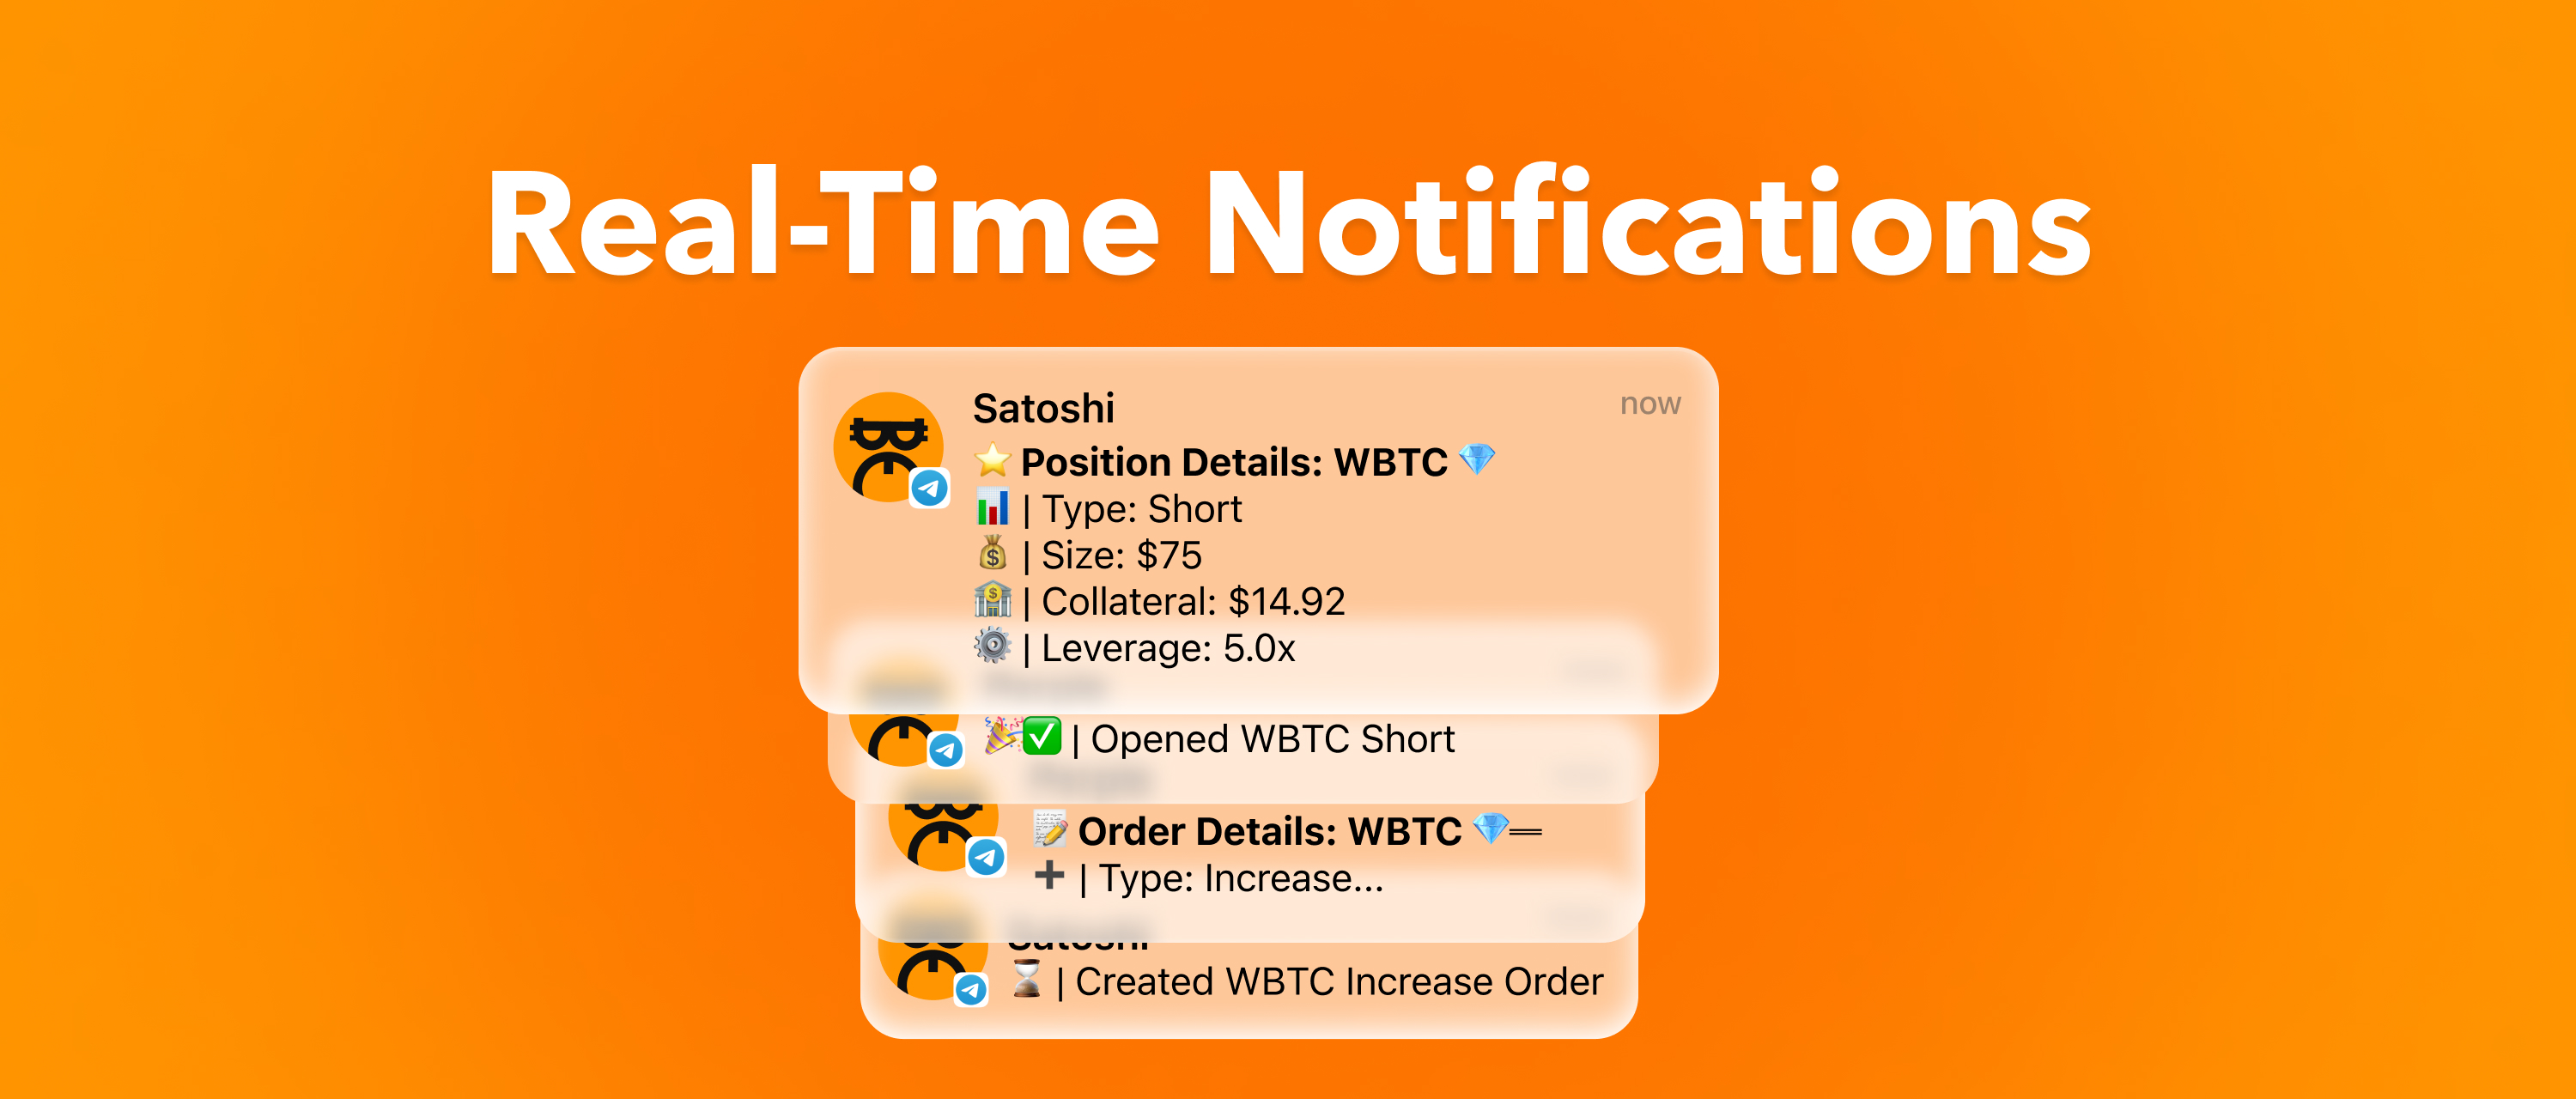 Real-Time Notifications
Satoshi
now
⭐ Position Details: WBTC 💎
📊 | Type: Short
💰 | Size: $75
🏦 | Collateral: $14.92
⚙️ | Leverage: 5.0x
🎉✅ | Opened WBTC Short
📝 Order Details: WBTC 💎═
➕ | Type: Increase...
Satoshi
⏳ | Created WBTC Increase Order